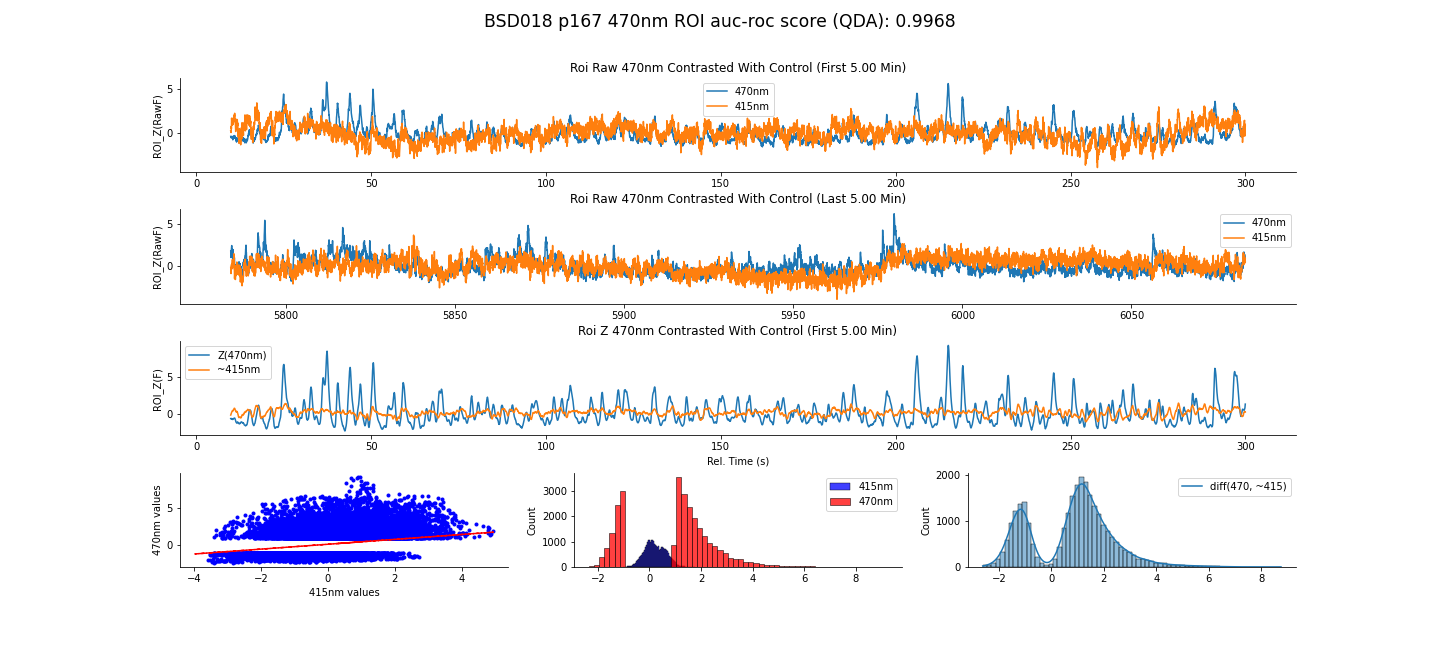 BSD018 p167 470nm ROI auc-roc score (QDA): 0.9968
Roi Raw 470nm Contrasted With Control (First 5.00 Min)
ROI_Z(RawF)
5
0
470nm
415nm
0 50 100 150 200 250 300
Roi Raw 470nm Contrasted With Control (Last 5.00 Min)
ROI_Z(RawF)
5
0
470nm
415nm
5800 5850 5900 5950 6000 6050
Roi Z 470nm Contrasted With Control (First 5.00 Min)
ROI_Z(F)
5
0
Z(470nm)
~415nm
0 50 100 150 200 250 300
Rel. Time (s)
470nm values
5
0
−4 −2 0 2 4
415nm values
Count
3000
2000
1000
0
415nm
470nm
−2 0 2 4 6 8
Count
2000
1000
0
diff(470, ~415)
−2 0 2 4 6 8